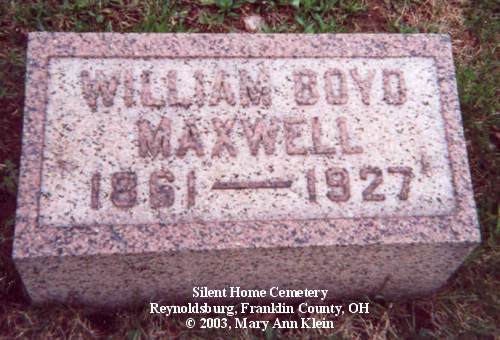 WILLIAM BOYD
MAXWELL
1861 — 1927
Silent Home Cemetery
Reynoldsburg, Franklin County, OH
© 2003, Mary Ann Klein